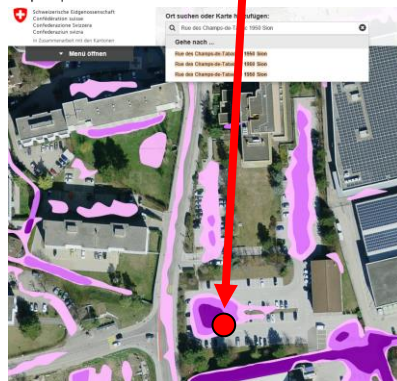 Schweizerische Eidgenossenschaft
Confédération suisse
Confederazione Svizzera
Confederaziun svizra
In Zusammenarbeit mit den Kantonen
Menü öffnen
Ort suchen oder Karte hinzufügen:
Rue des Champs-de-Tabac 1950 Sion
Gehe nach ...
Rue des Champs-de-Tabac 1950 Sion
Rue des Champs-de-Tabac 1950 Sion
Rue des Champs-de-Tabac 1950 Sion